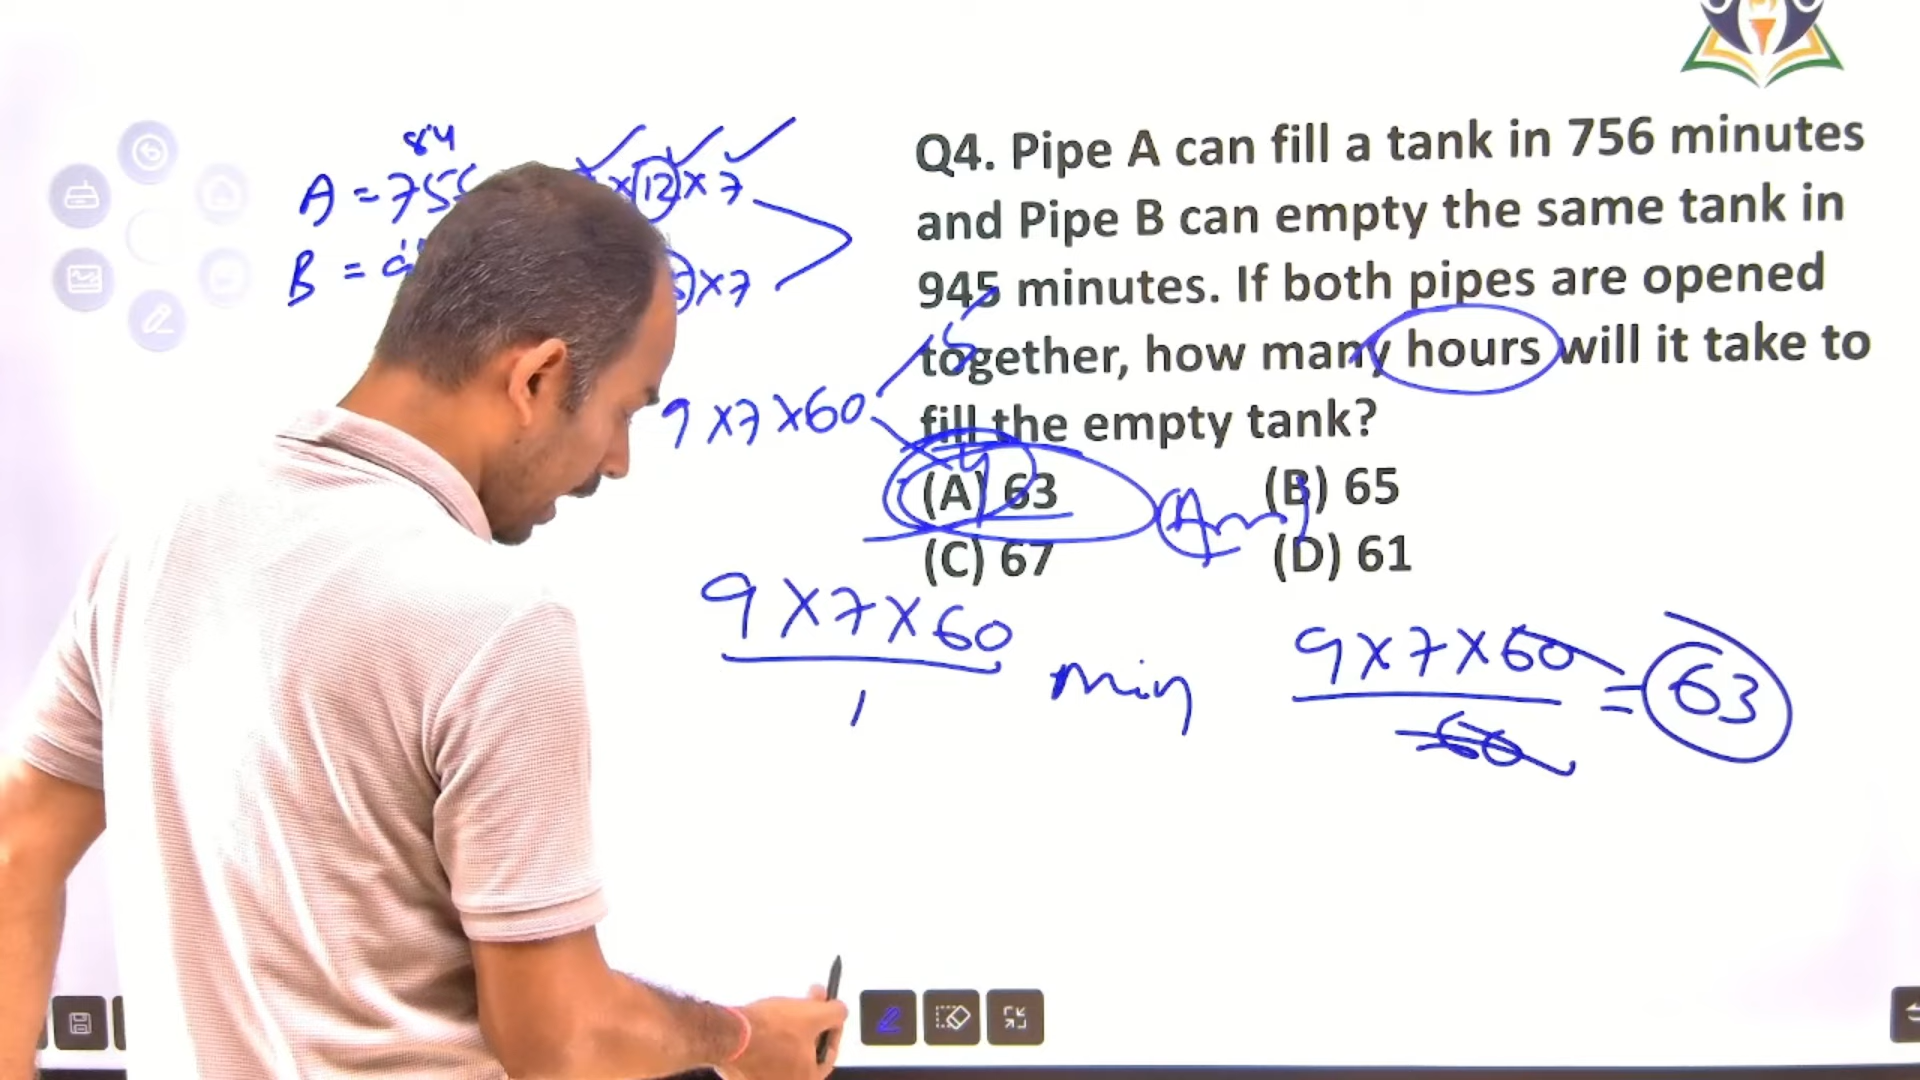 Q4. Pipe A can fill a tank in 756 minutes
and Pipe B can empty the same tank in
945 minutes. If both pipes are opened
together, how many hours will it take to
fill the empty tank?
(A) 63 (B) 65
(C) 67 (D) 61
84
A = 75 × 12 × 7
B = × 7
9 × 7 × 60
5
4
Ans
9 × 7 × 60
1
min
9 × 7 × 60
60
= 63